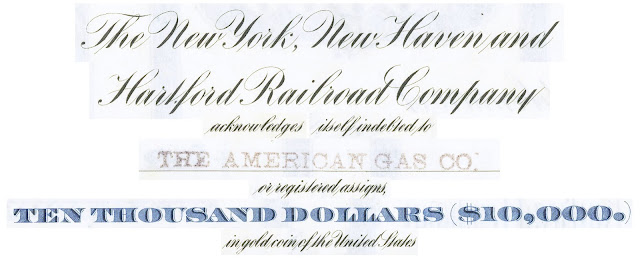 The New York, New Haven and
Hartford Railroad Company
acknowledges itself indebted to
THE AMERICAN GAS CO.
or registered assigns,
TEN THOUSAND DOLLARS ($10,000.)
in gold coin of the United States